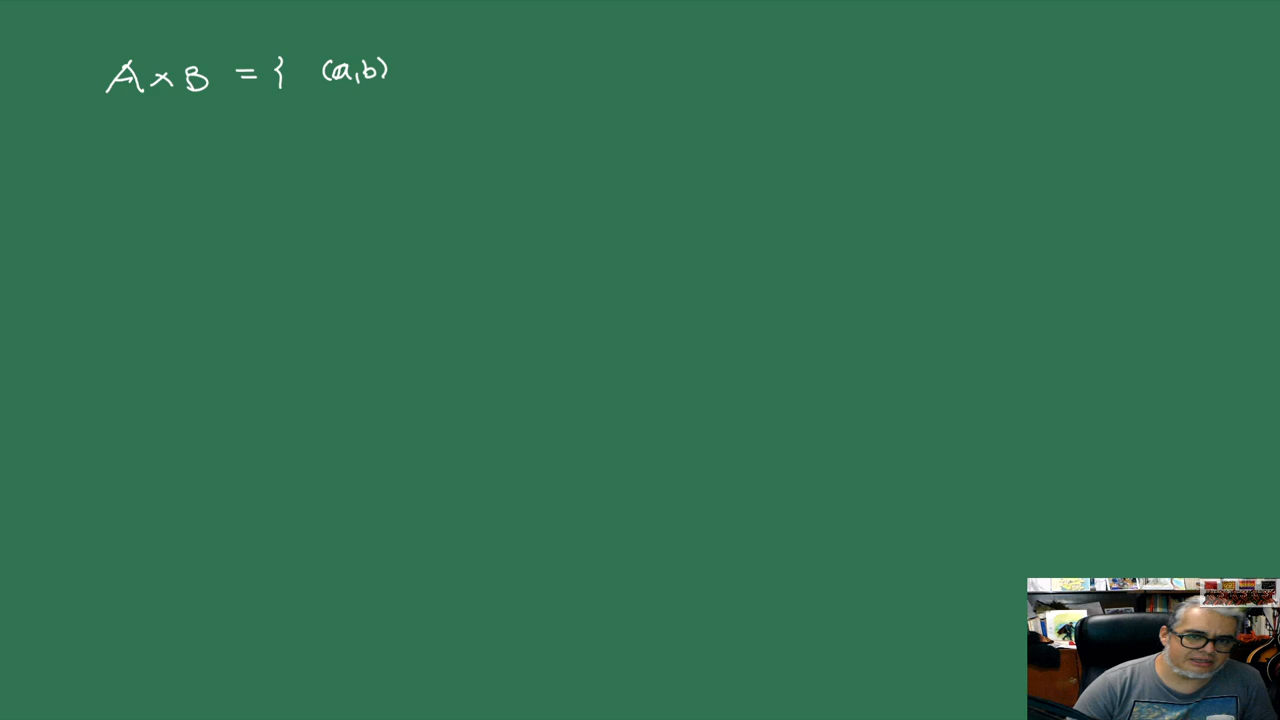 A × B = { (a,b)